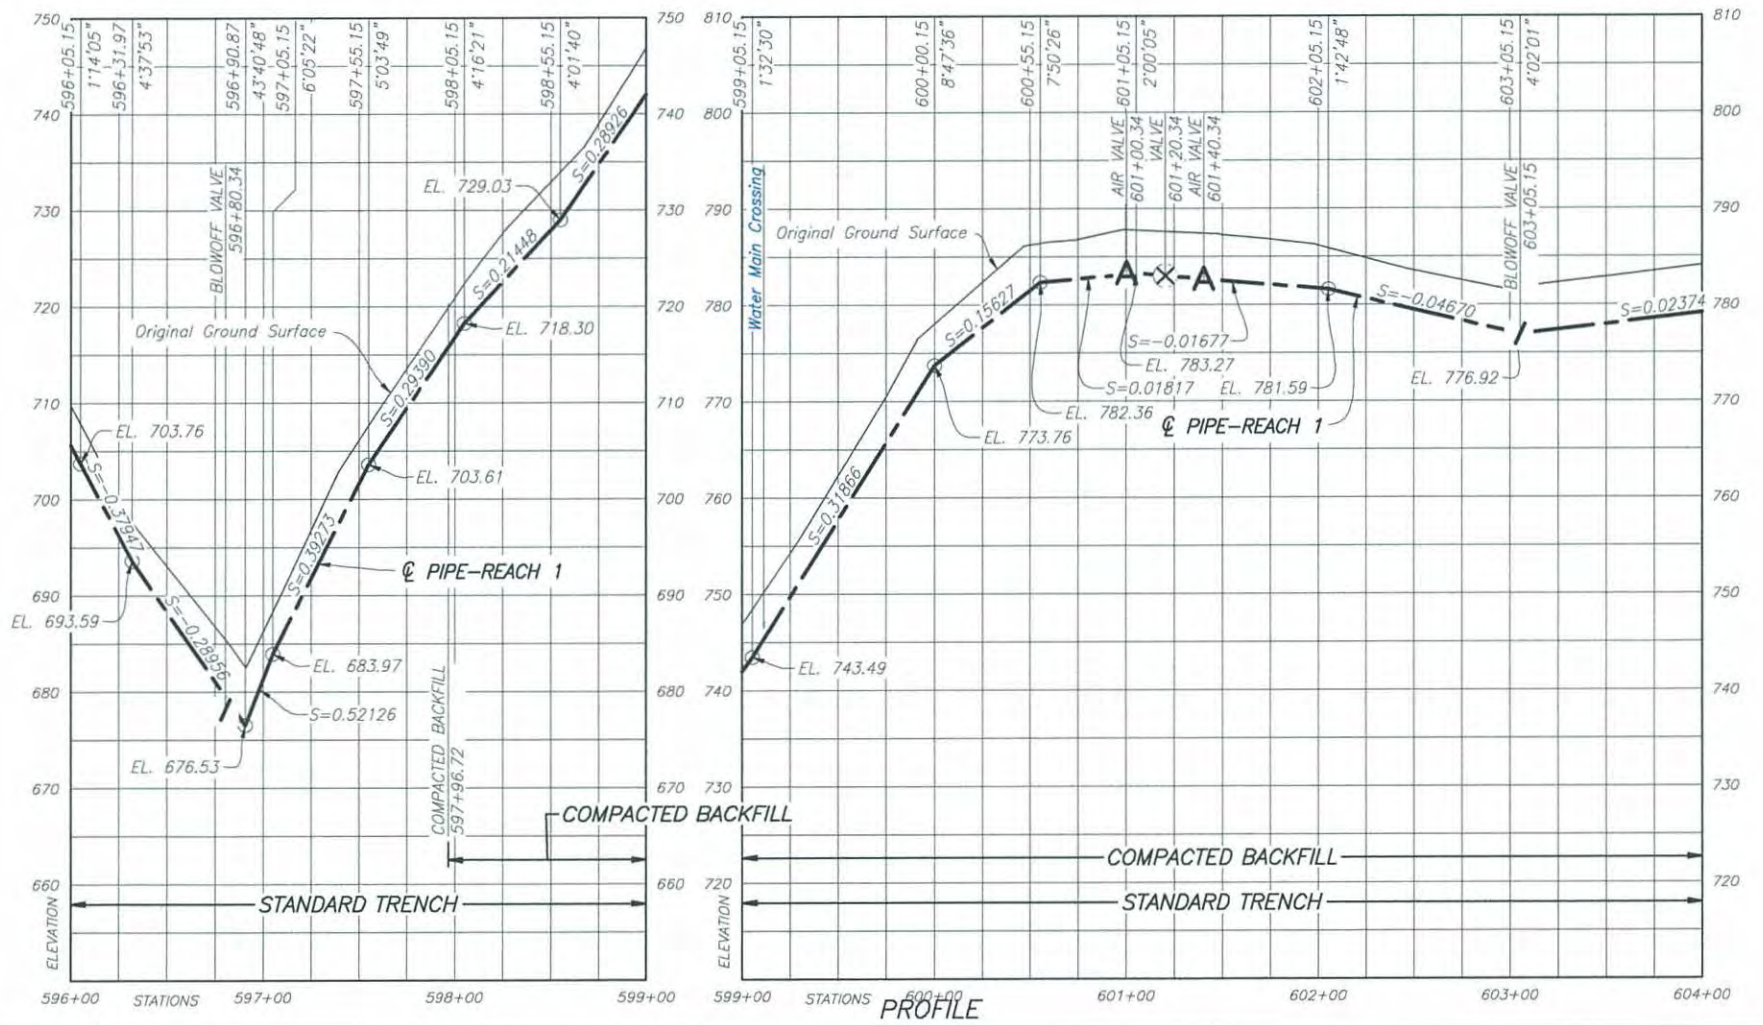 750
740
730
720
710
700
690
680
670
660
ELEVATION
596+05.15
1°14'05"
596+31.97
4°37'53"
596+90.87
43°40'48"
597+05.15
6°05'22"
597+55.15
5°03'49"
598+05.15
4°16'21"
598+55.15
4°01'40"
BLOWOFF VALVE
596+80.34
Original Ground Surface
EL. 703.76
S=-0.37947
EL. 693.59
S=-0.28956
EL. 676.53
S=0.52126
EL. 683.97
S=0.39273
℄ PIPE-REACH 1
EL. 703.61
S=0.29390
EL. 718.30
S=0.21448
EL. 729.03
S=0.28926
COMPACTED BACKFILL
597+96.72
COMPACTED BACKFILL
STANDARD TRENCH
750
740
730
720
710
700
690
680
670
660
596+00
STATIONS
597+00
598+00
599+00
810
800
790
780
770
760
750
740
730
720
ELEVATION
599+05.15
1°32'30"
600+00.15
8°47'36"
600+55.15
7°50'26"
601+05.15
2°00'05"
602+05.15
1°42'48"
603+05.15
4°02'01"
Water Main Crossing
AIR VALVE
601+00.34
VALVE
601+20.34
AIR VALVE
601+40.34
BLOWOFF VALVE
603+05.15
Original Ground Surface
A
A
S=0.31866
S=0.15627
S=-0.01677
EL. 783.27
S=0.01817
EL. 781.59
EL. 782.36
EL. 773.76
℄ PIPE-REACH 1
S=-0.04670
EL. 776.92
S=0.02374
EL. 743.49
COMPACTED BACKFILL
STANDARD TRENCH
810
800
790
780
770
760
750
740
730
720
599+00
STATIONS
600+00
601+00
602+00
603+00
604+00
PROFILE